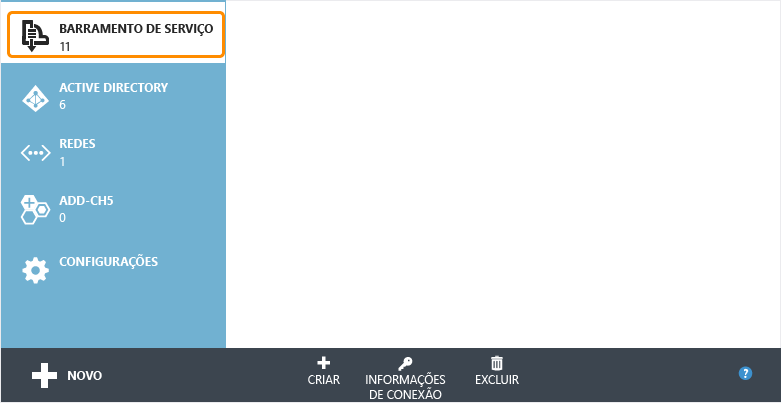 BARRAMENTO DE SERVIÇO
11
ACTIVE DIRECTORY
6
REDES
1
ADD-CH5
0
CONFIGURAÇÕES
NOVO
CRIAR
INFORMAÇÕES
DE CONEXÃO
EXCLUIR
?